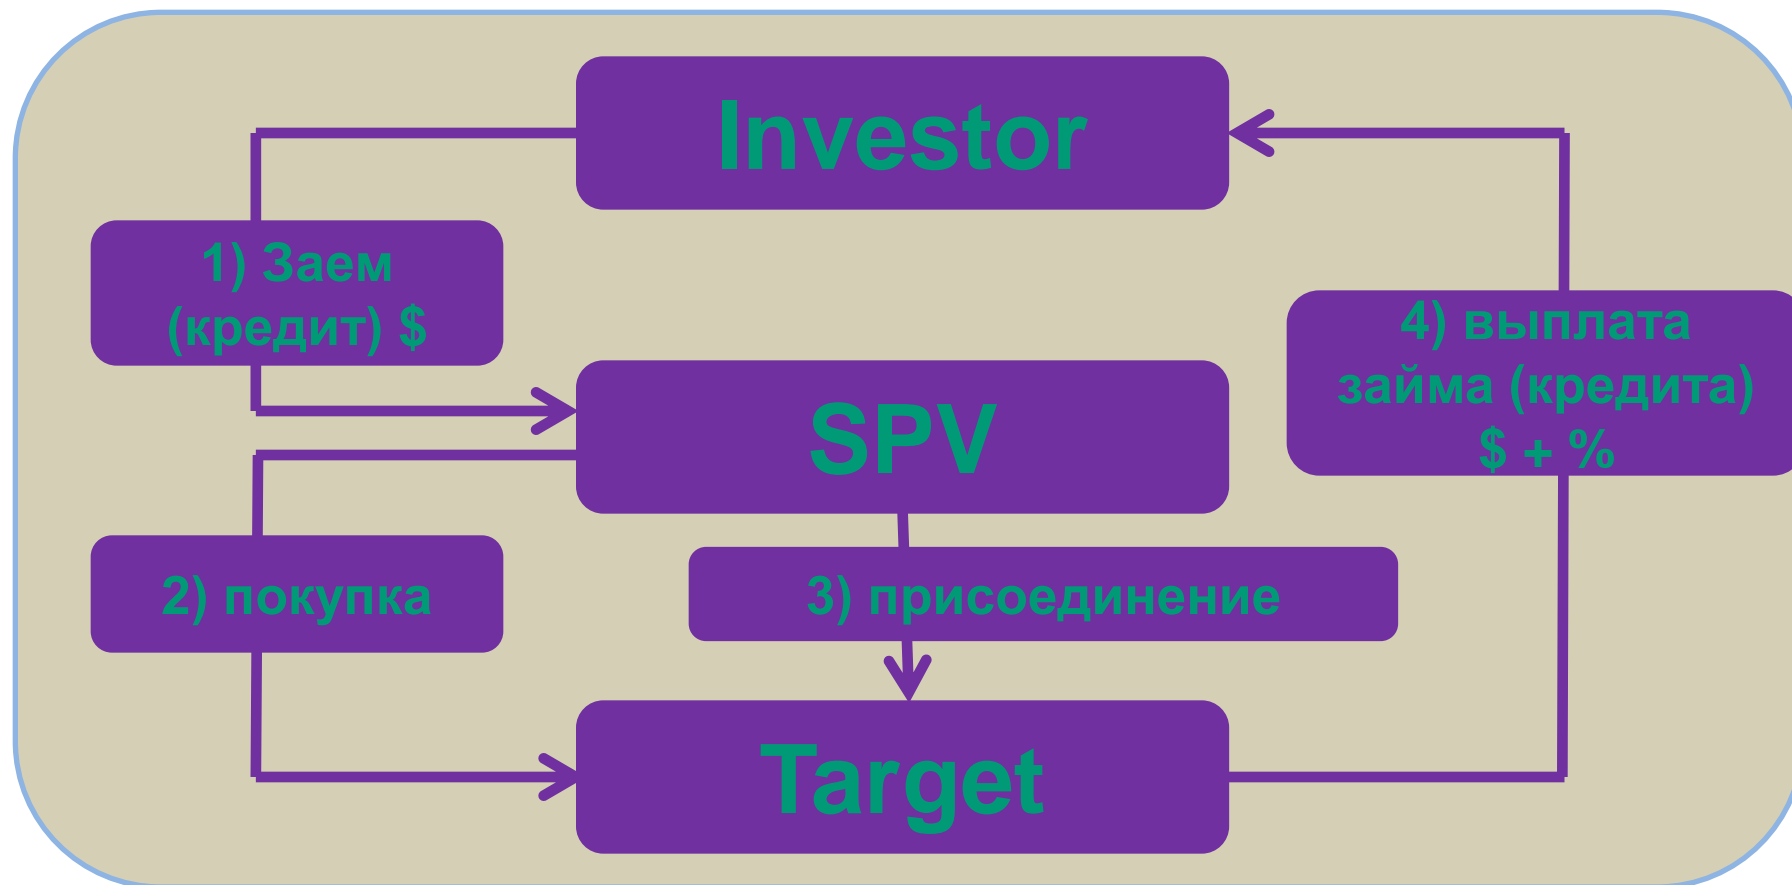 Investor
1) Заем
(кредит) $
4) выплата
займа (кредита)
$ + %
SPV
2) покупка
3) присоединение
Target